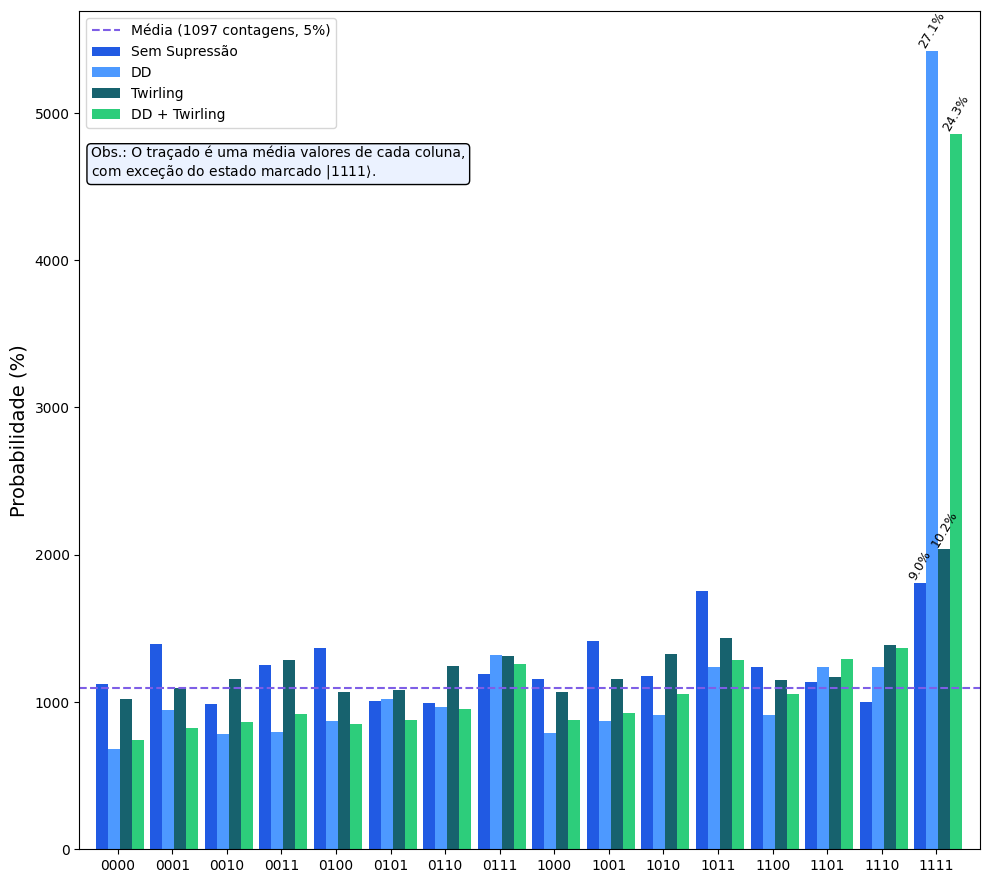 Média (1097 contagens, 5%)
Sem Supressão
DD
Twirling
DD + Twirling
Obs.: O traçado é uma média valores de cada coluna,
com exceção do estado marcado |1111⟩.
27.1%
24.3%
10.2%
9.0%
Probabilidade (%)
5000
4000
3000
2000
1000
0
0000 0001 0010 0011 0100 0101 0110 0111 1000 1001 1010 1011 1100 1101 1110 1111